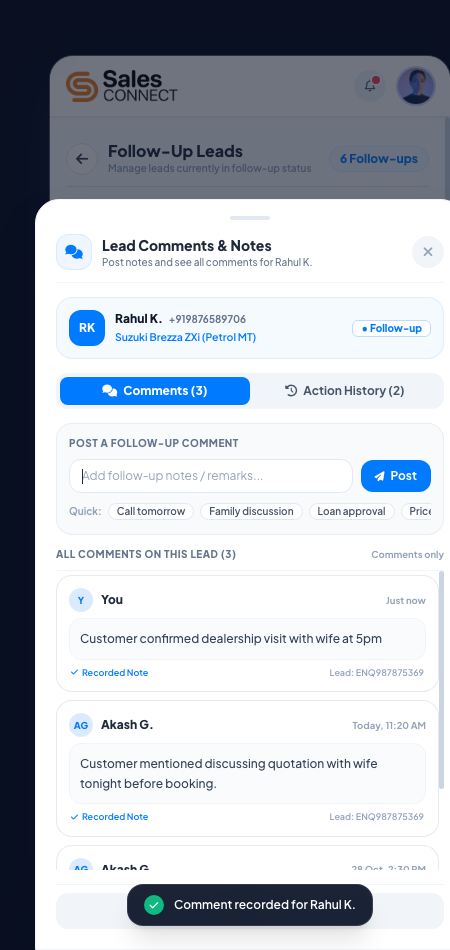 Sales
CONNECT
Follow-Up Leads
Manage leads currently in follow-up status
6 Follow-ups
Lead Comments & Notes
Post notes and see all comments for Rahul K.
RK
Rahul K. +919876589706
Suzuki Brezza ZXi (Petrol MT)
Follow-up
Comments (3)
Action History (2)
POST A FOLLOW-UP COMMENT
Add follow-up notes / remarks...
Post
Quick: Call tomorrow Family discussion Loan approval Price
ALL COMMENTS ON THIS LEAD (3)
Comments only
Y You Just now
Customer confirmed dealership visit with wife at 5pm
Recorded Note Lead: ENQ987875369
AG Akash G. Today, 11:20 AM
Customer mentioned discussing quotation with wife
tonight before booking.
Recorded Note Lead: ENQ987875369
AG Akash G. 28 Oct, 2:30 PM
Comment recorded for Rahul K.